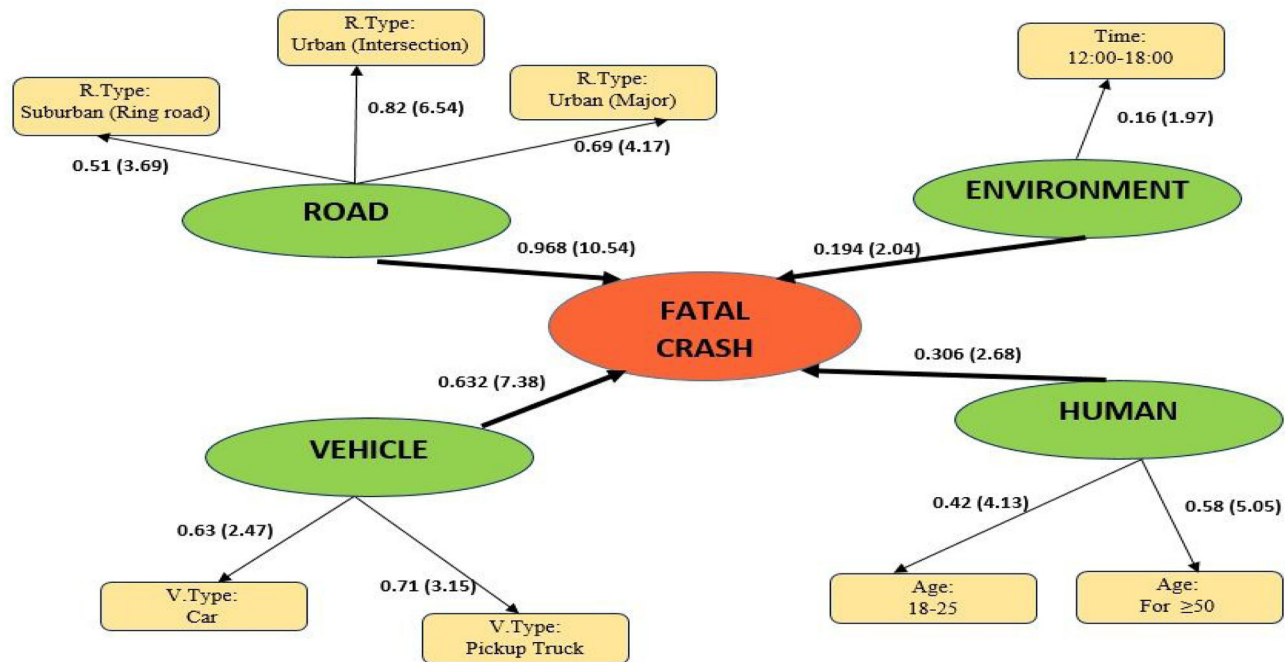 R.Type:
Urban (Intersection)
Time:
12:00-18:00
R.Type:
Suburban (Ring road)
R.Type:
Urban (Major)
0.82 (6.54)
0.16 (1.97)
0.51 (3.69)
0.69 (4.17)
ROAD
ENVIRONMENT
0.968 (10.54)
0.194 (2.04)
FATAL
CRASH
0.632 (7.38)
0.306 (2.68)
VEHICLE
HUMAN
0.63 (2.47)
0.71 (3.15)
0.42 (4.13)
0.58 (5.05)
V.Type:
Car
V.Type:
Pickup Truck
Age:
18-25
Age:
For ≥50